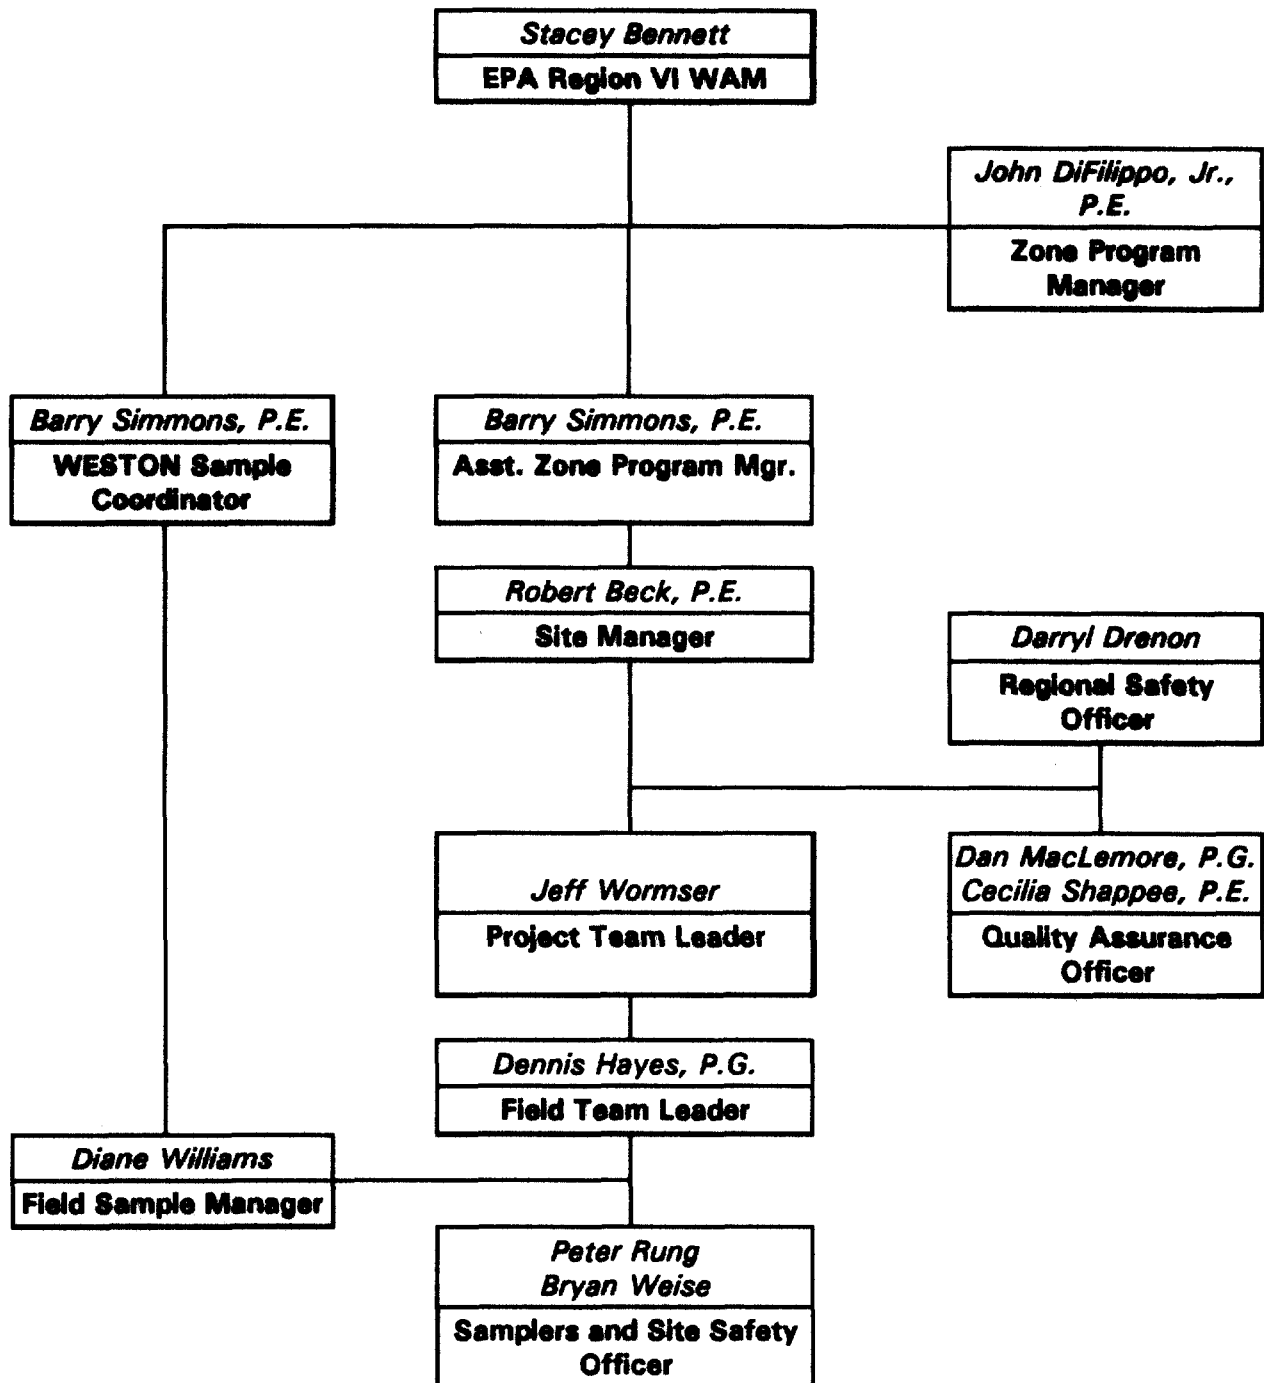 Stacey Bennett
EPA Region VI WAM
John DiFilippo, Jr.,
P.E.
Zone Program
Manager
Barry Simmons, P.E.
WESTON Sample
Coordinator
Barry Simmons, P.E.
Asst. Zone Program Mgr.
Robert Beck, P.E.
Site Manager
Darryl Drenon
Regional Safety
Officer
Jeff Wormser
Project Team Leader
Dan MacLemore, P.G.
Cecilia Shappee, P.E.
Quality Assurance
Officer
Dennis Hayes, P.G.
Field Team Leader
Diane Williams
Field Sample Manager
Peter Rung
Bryan Weise
Samplers and Site Safety
Officer